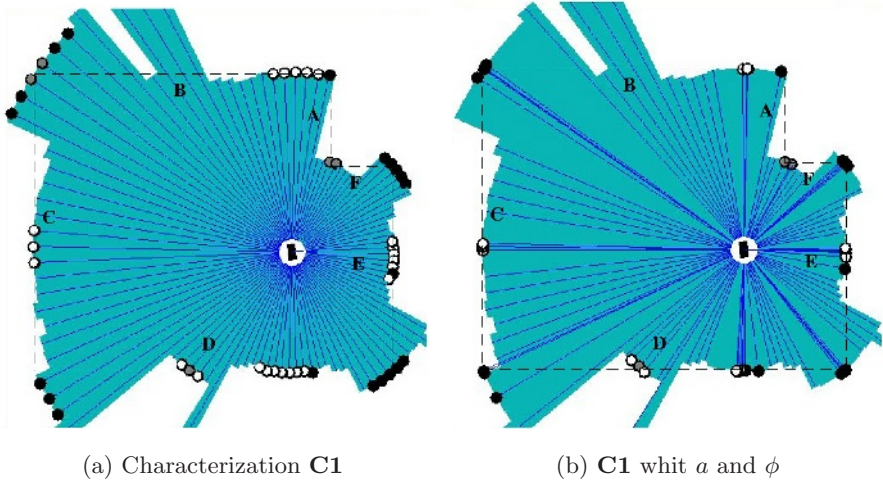 B
A
F
C
E
D
B
A
F
C
E
D
(a) Characterization C1
(b) C1 whit a and ϕ